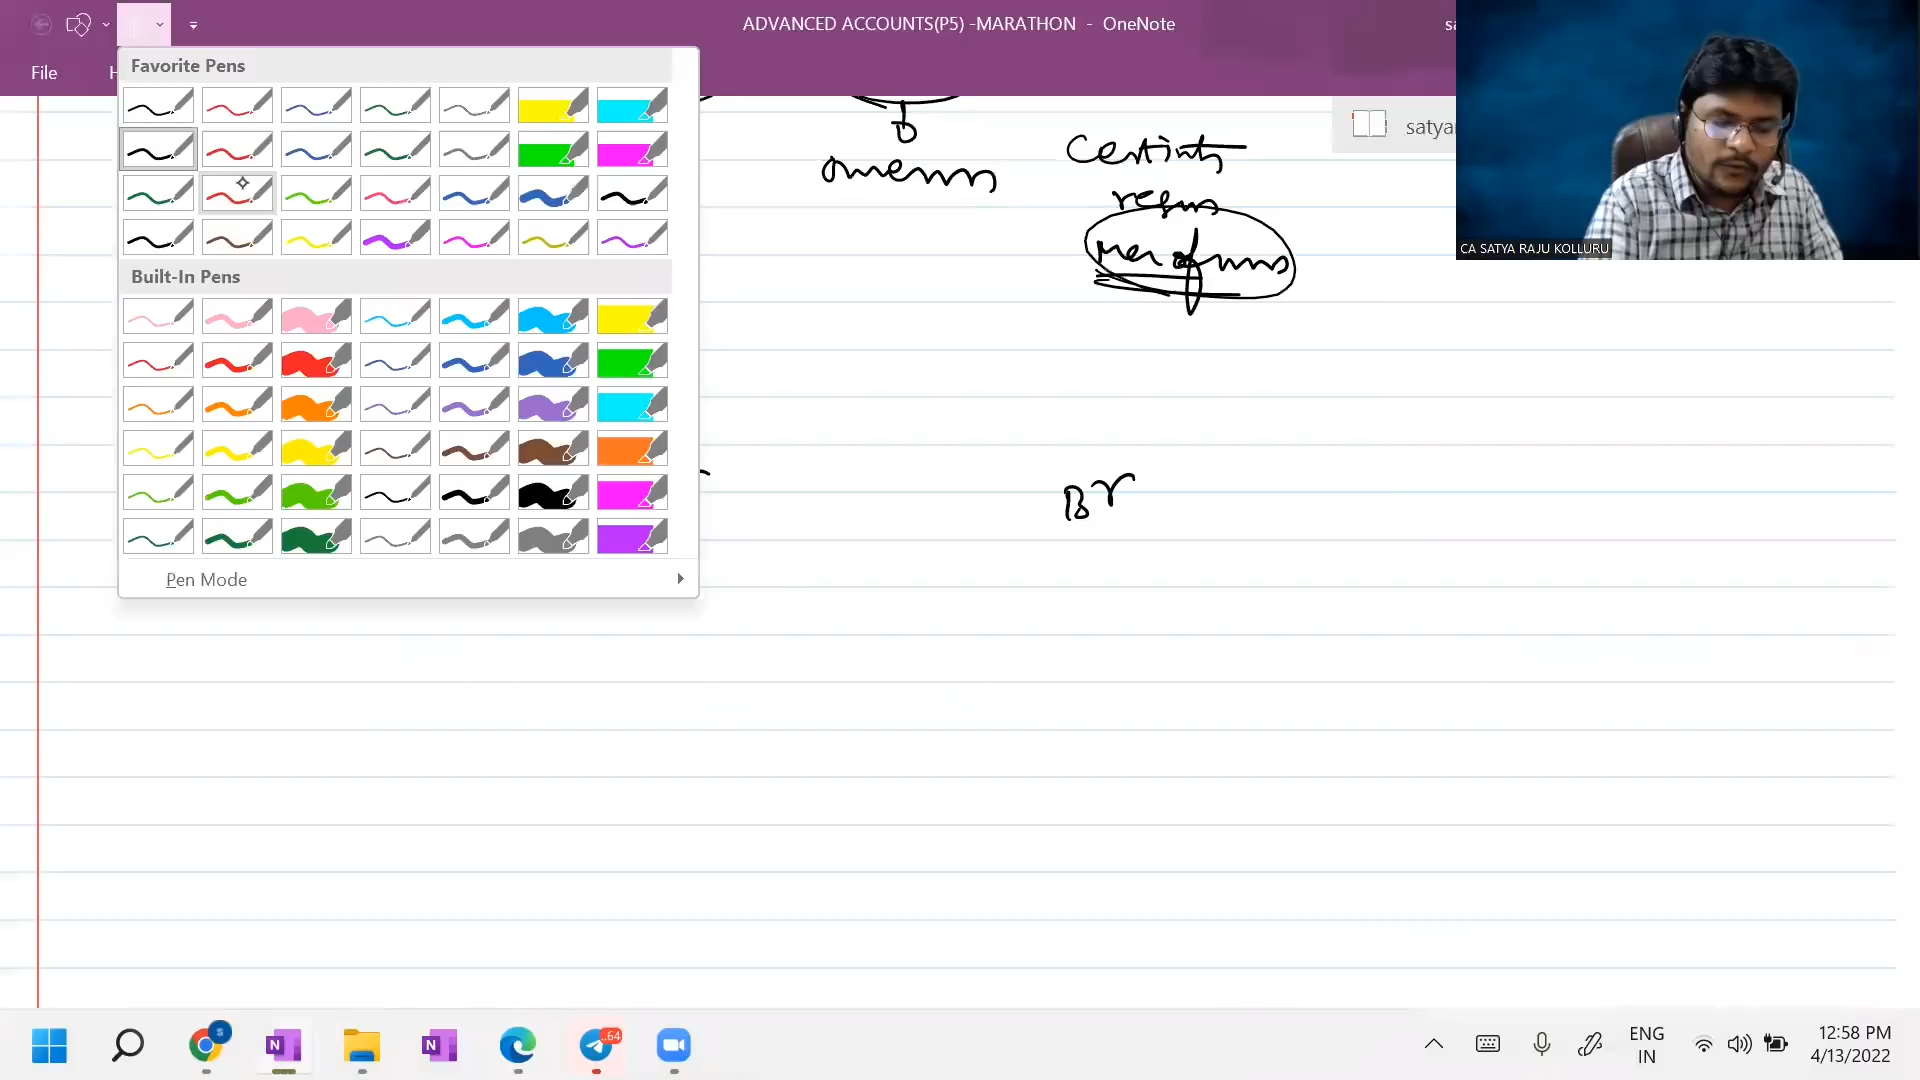 ADVANCED ACCOUNTS(P5) -MARATHON - OneNote
sa
File
H
Favorite Pens
satya
CA SATYA RAJU KOLLURU
Built-In Pens
Br
Pen Mode
..64
ENG
IN
12:58 PM
4/13/2022